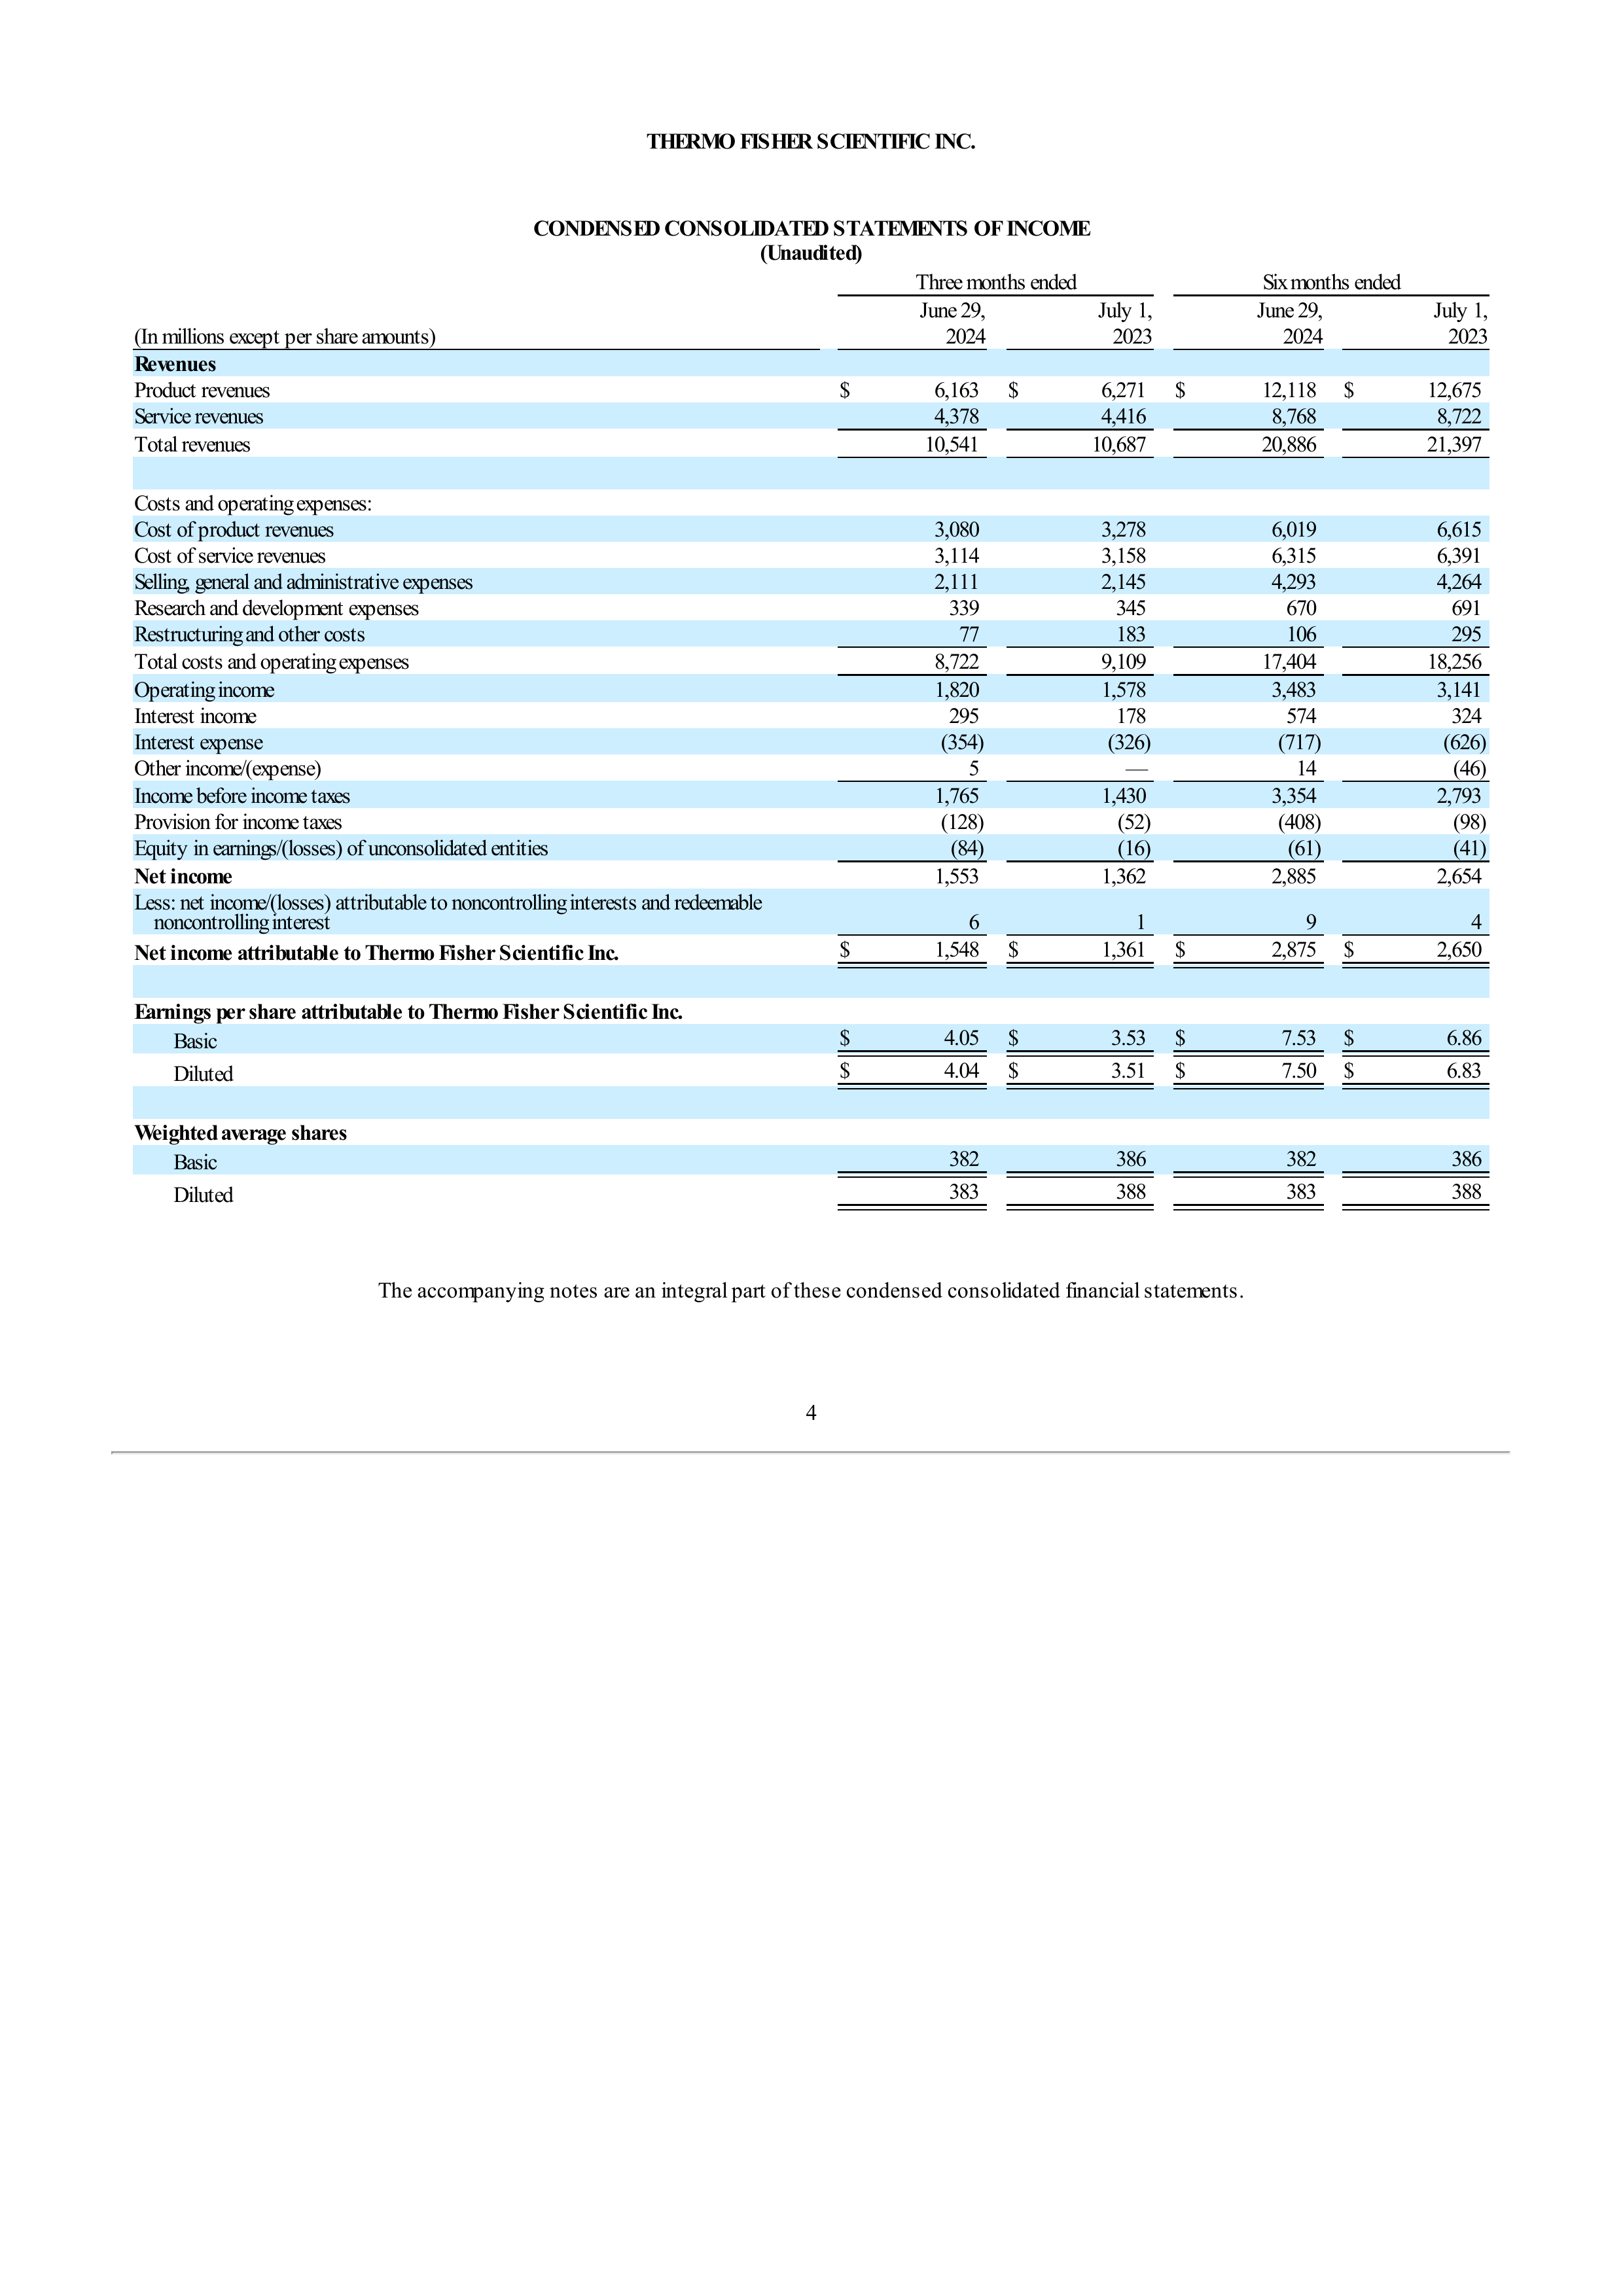 THERMO FISHER SCIENTIFIC INC.
CONDENSED CONSOLIDATED STATEMENTS OF INCOME
(Unaudited)
Three months ended Six months ended
(In millions except per share amounts) June 29, 2024 July 1, 2023 June 29, 2024 July 1, 2023
Revenues
Product revenues $ 6,163 $ 6,271 $ 12,118 $ 12,675
Service revenues 4,378 4,416 8,768 8,722
Total revenues 10,541 10,687 20,886 21,397
Costs and operating expenses:
Cost of product revenues 3,080 3,278 6,019 6,615
Cost of service revenues 3,114 3,158 6,315 6,391
Selling, general and administrative expenses 2,111 2,145 4,293 4,264
Research and development expenses 339 345 670 691
Restructuring and other costs 77 183 106 295
Total costs and operating expenses 8,722 9,109 17,404 18,256
Operating income 1,820 1,578 3,483 3,141
Interest income 295 178 574 324
Interest expense (354) (326) (717) (626)
Other income/(expense) 5 — 14 (46)
Income before income taxes 1,765 1,430 3,354 2,793
Provision for income taxes (128) (52) (408) (98)
Equity in earnings/(losses) of unconsolidated entities (84) (16) (61) (41)
Net income 1,553 1,362 2,885 2,654
Less: net income/(losses) attributable to noncontrolling interests and redeemable
noncontrolling interest 6 1 9 4
Net income attributable to Thermo Fisher Scientific Inc. $ 1,548 $ 1,361 $ 2,875 $ 2,650
Earnings per share attributable to Thermo Fisher Scientific Inc.
Basic $ 4.05 $ 3.53 $ 7.53 $ 6.86
Diluted $ 4.04 $ 3.51 $ 7.50 $ 6.83
Weighted average shares
Basic 382 386 382 386
Diluted 383 388 383 388
The accompanying notes are an integral part of these condensed consolidated financial statements.
4